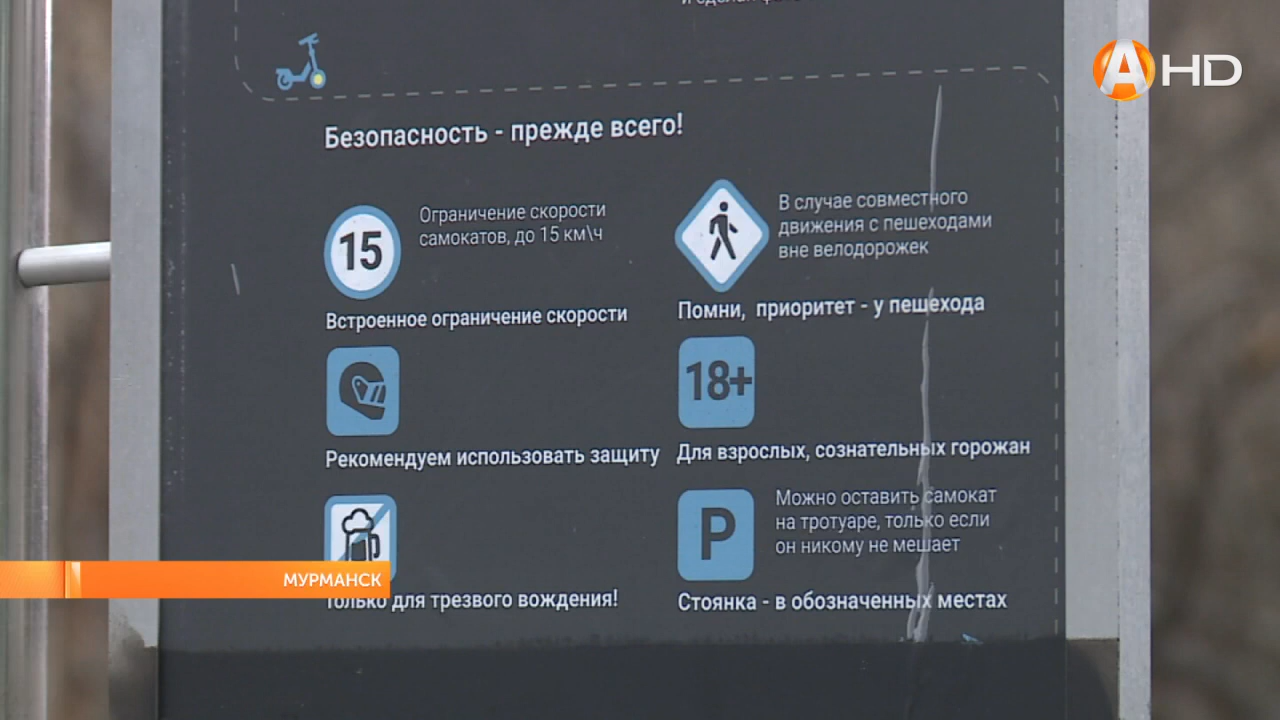 АHD
Безопасность - прежде всего!
15
Ограничение скорости
самокатов, до 15 км\ч
Встроенное ограничение скорости
В случае совместного
движения с пешеходами
вне велодорожек
Помни, приоритет - у пешехода
Рекомендуем использовать защиту
18+
Для взрослых, сознательных горожан
Только для трезвого вождения!
P
Можно оставить самокат
на тротуаре, только если
он никому не мешает
Стоянка - в обозначенных местах
МУРМАНСК